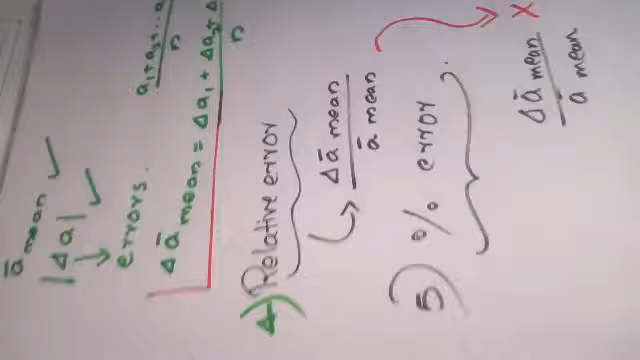 ā mean ✓
a₁+a₂+..a
n
|Δa| ✓
↓
errors.
Δā mean = Δa₁ + Δa₂ + Δ
n
4) Relative error
↳ Δā mean
ā mean
5) % error
Δā mean ×
ā mean